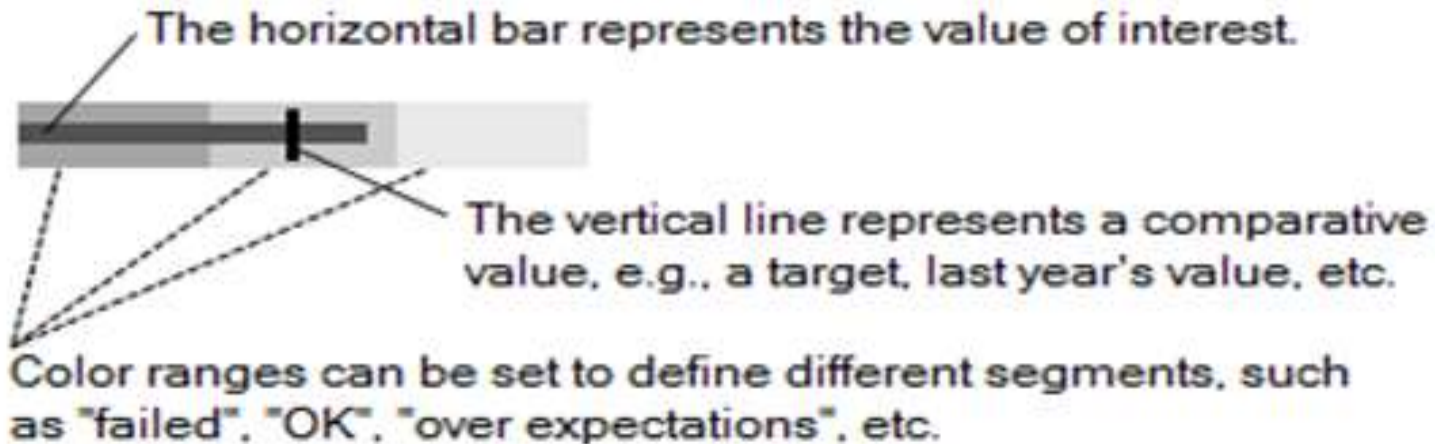 The horizontal bar represents the value of interest.
The vertical line represents a comparative
value, e.g., a target, last year's value, etc.
Color ranges can be set to define different segments, such
as "failed", "OK", "over expectations", etc.